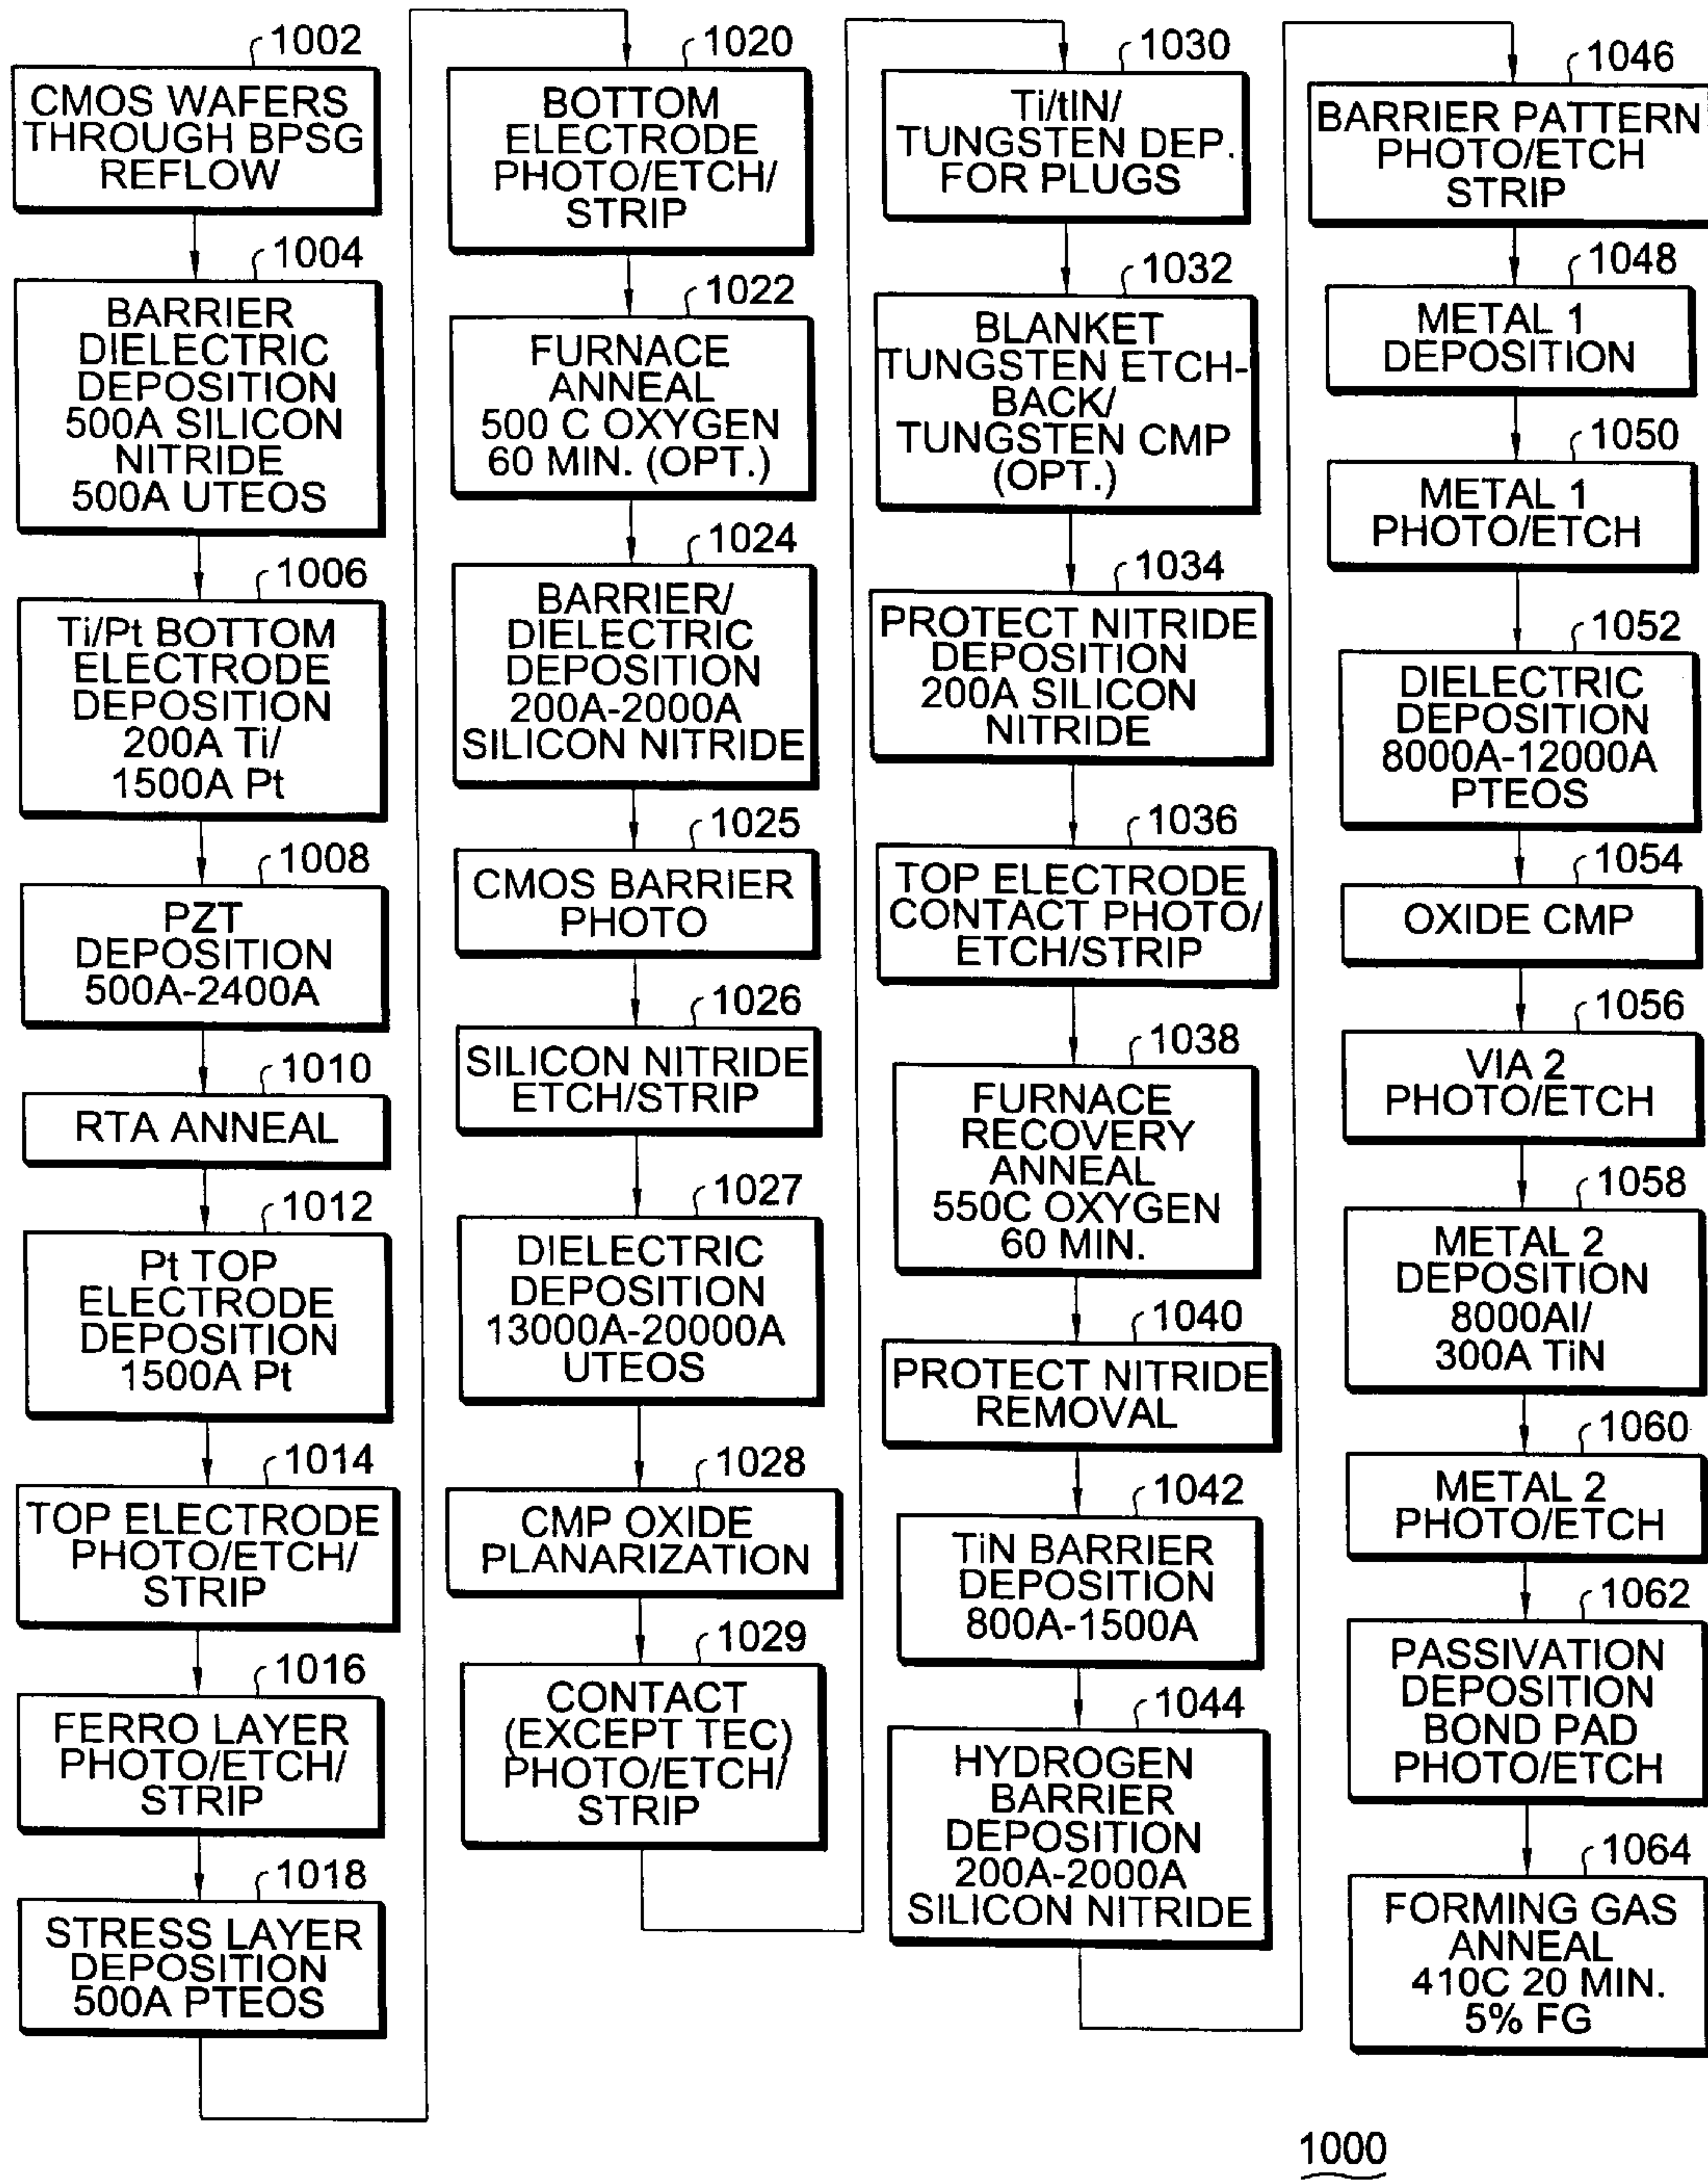 1002
CMOS WAFERS
THROUGH BPSG
REFLOW
1004
BARRIER
DIELECTRIC
DEPOSITION
500A SILICON
NITRIDE
500A UTEOS
1006
Ti/Pt BOTTOM
ELECTRODE
DEPOSITION
200A Ti/
1500A Pt
1008
PZT
DEPOSITION
500A-2400A
1010
RTA ANNEAL
1012
Pt TOP
ELECTRODE
DEPOSITION
1500A Pt
1014
TOP ELECTRODE
PHOTO/ETCH/
STRIP
1016
FERRO LAYER
PHOTO/ETCH/
STRIP
1018
STRESS LAYER
DEPOSITION
500A PTEOS
1020
BOTTOM
ELECTRODE
PHOTO/ETCH/
STRIP
1022
FURNACE
ANNEAL
500 C OXYGEN
60 MIN. (OPT.)
1024
BARRIER/
DIELECTRIC
DEPOSITION
200A-2000A
SILICON NITRIDE
1025
CMOS BARRIER
PHOTO
1026
SILICON NITRIDE
ETCH/STRIP
1027
DIELECTRIC
DEPOSITION
13000A-20000A
UTEOS
1028
CMP OXIDE
PLANARIZATION
1029
CONTACT
(EXCEPT TEC)
PHOTO/ETCH/
STRIP
1030
Ti/tIN/
TUNGSTEN DEP.
FOR PLUGS
1032
BLANKET
TUNGSTEN ETCH-
BACK/
TUNGSTEN CMP
(OPT.)
1034
PROTECT NITRIDE
DEPOSITION
200A SILICON
NITRIDE
1036
TOP ELECTRODE
CONTACT PHOTO/
ETCH/STRIP
1038
FURNACE
RECOVERY
ANNEAL
550C OXYGEN
60 MIN.
1040
PROTECT NITRIDE
REMOVAL
1042
TiN BARRIER
DEPOSITION
800A-1500A
1044
HYDROGEN
BARRIER
DEPOSITION
200A-2000A
SILICON NITRIDE
1046
BARRIER PATTERN
PHOTO/ETCH
STRIP
1048
METAL 1
DEPOSITION
1050
METAL 1
PHOTO/ETCH
1052
DIELECTRIC
DEPOSITION
8000A-12000A
PTEOS
1054
OXIDE CMP
1056
VIA 2
PHOTO/ETCH
1058
METAL 2
DEPOSITION
8000Al/
300A TiN
1060
METAL 2
PHOTO/ETCH
1062
PASSIVATION
DEPOSITION
BOND PAD
PHOTO/ETCH
1064
FORMING GAS
ANNEAL
410C 20 MIN.
5% FG
1000